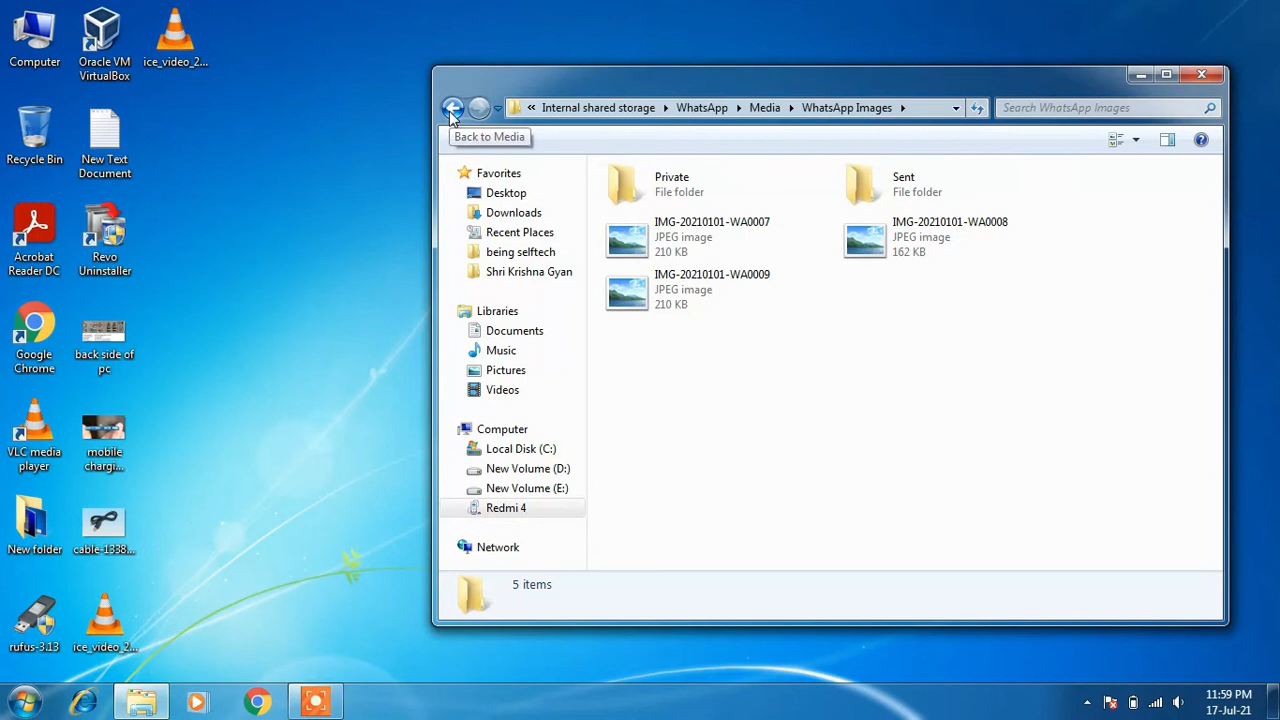 Computer
Oracle VM
VirtualBox
ice_video_2...
Recycle Bin
New Text
Document
Acrobat
Reader DC
Revo
Uninstaller
Google
Chrome
back side of
pc
VLC media
player
mobile
chargi...
New folder
cable-1338...
rufus-3.13
ice_video_2...
« Internal shared storage WhatsApp Media WhatsApp Images
Search WhatsApp Images
Back to Media
Favorites
Desktop
Downloads
Recent Places
being selftech
Shri Krishna Gyan
Libraries
Documents
Music
Pictures
Videos
Computer
Local Disk (C:)
New Volume (D:)
New Volume (E:)
Redmi 4
Network
Private
File folder
Sent
File folder
IMG-20210101-WA0007
JPEG image
210 KB
IMG-20210101-WA0008
JPEG image
162 KB
IMG-20210101-WA0009
JPEG image
210 KB
5 items
11:59 PM
17-Jul-21